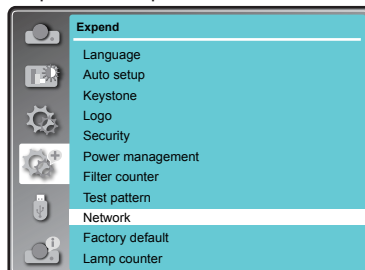 Expend
Language
Auto setup
Keystone
Logo
Security
Power management
Filter counter
Test pattern
Network
Factory default
Lamp counter